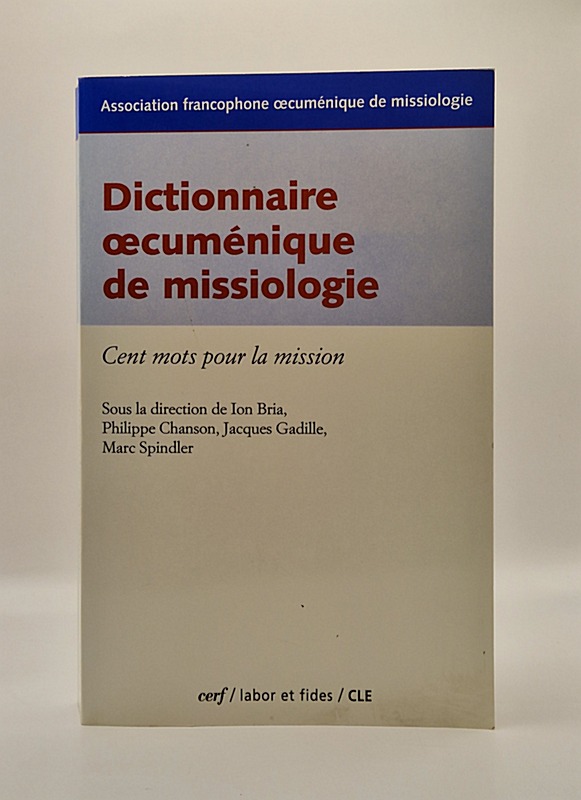 Association francophone œcuménique de missiologie
Dictionnaire
œcuménique
de missiologie
Cent mots pour la mission
Sous la direction de Ion Bria,
Philippe Chanson, Jacques Gadille,
Marc Spindler
cerf / labor et fides / CLE